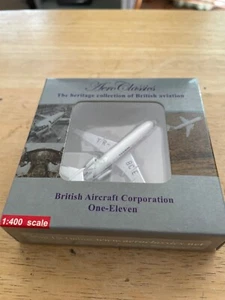 AeroClassics
The heritage collection of British aviation
British Aircraft Corporation
One-Eleven
1:400 scale